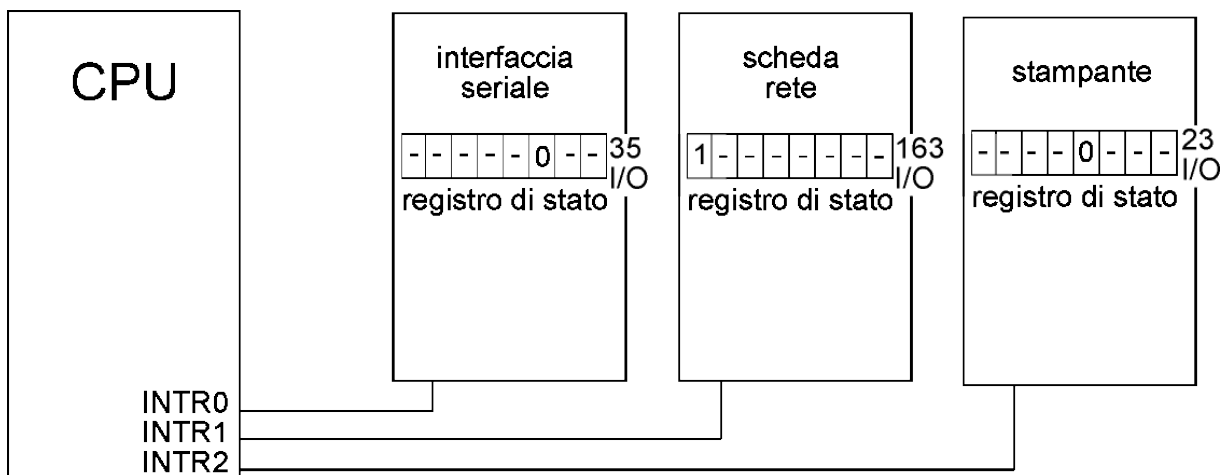 CPU
interfaccia
seriale
- - - - - 0 - - 35
I/O
registro di stato
scheda
rete
1 - - - - - - - 163
I/O
registro di stato
stampante
- - - - 0 - - - 23
I/O
registro di stato
INTR0
INTR1
INTR2